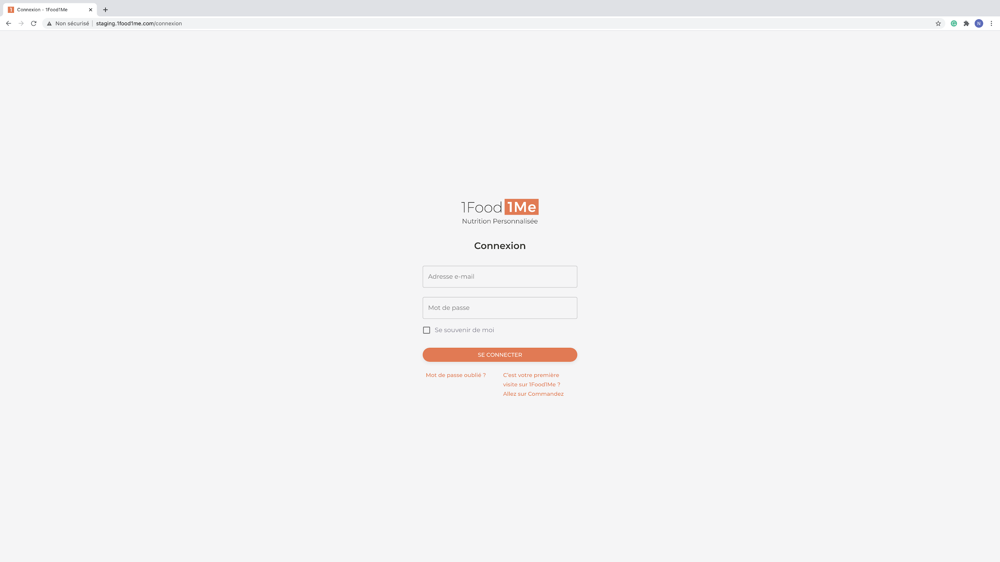 1 Connexion - 1Food1Me
Non sécurisé staging.1food1me.com/connexion N
1Food 1Me
Nutrition Personnalisée
Connexion
Adresse e-mail
Mot de passe
Se souvenir de moi
SE CONNECTER
Mot de passe oublié ?
C’est votre première
visite sur 1Food1Me ?
Allez sur Commandez